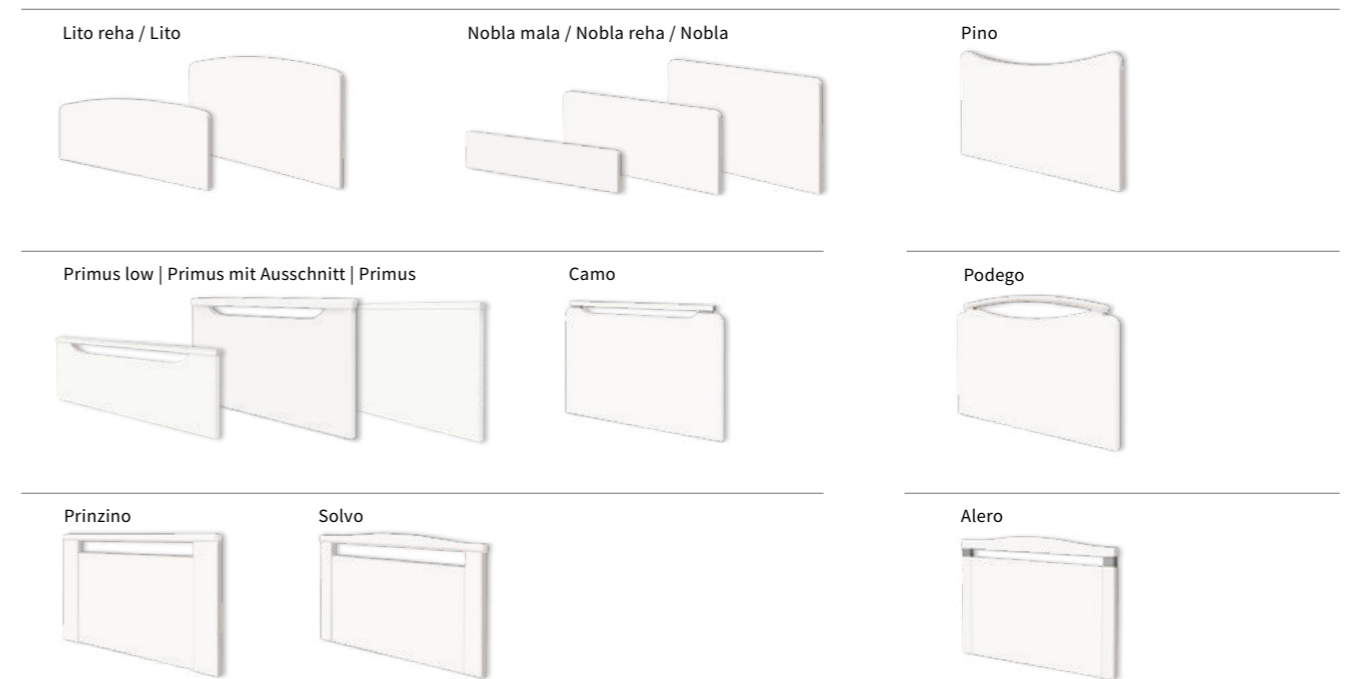 Lito reha / Lito
Nobla mala / Nobla reha / Nobla
Pino
Primus low | Primus mit Ausschnitt | Primus
Camo
Podego
Prinzino
Solvo
Alero